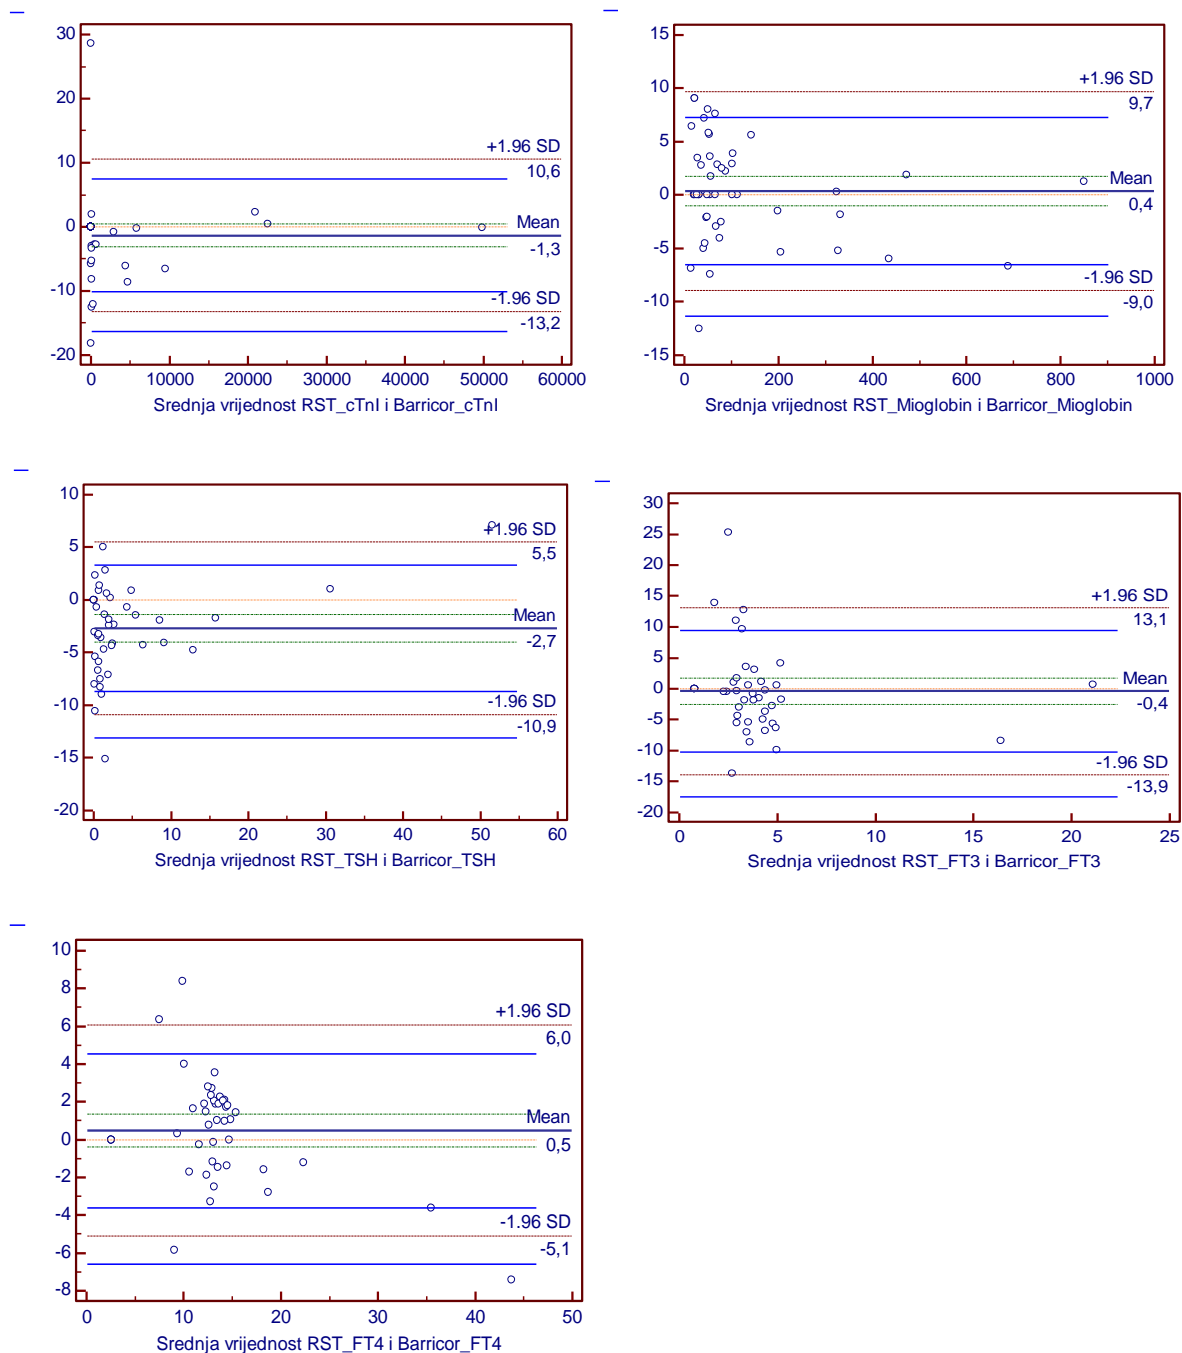 30
20
10
0
-10
-20
+1.96 SD
10,6
Mean
-1,3
-1.96 SD
-13,2
0 10000 20000 30000 40000 50000 60000
Srednja vrijednost RST_cTnI i Barricor_cTnI
15
10
5
0
-5
-10
-15
+1.96 SD
9,7
Mean
0,4
-1.96 SD
-9,0
0 200 400 600 800 1000
Srednja vrijednost RST_Mioglobin i Barricor_Mioglobin
10
5
0
-5
-10
-15
-20
+1.96 SD
5,5
Mean
-2,7
-1.96 SD
-10,9
0 10 20 30 40 50 60
Srednja vrijednost RST_TSH i Barricor_TSH
30
25
20
15
10
5
0
-5
-10
-15
-20
+1.96 SD
13,1
Mean
-0,4
-1.96 SD
-13,9
0 5 10 15 20 25
Srednja vrijednost RST_FT3 i Barricor_FT3
10
8
6
4
2
0
-2
-4
-6
-8
+1.96 SD
6,0
Mean
0,5
-1.96 SD
-5,1
0 10 20 30 40 50
Srednja vrijednost RST_FT4 i Barricor_FT4